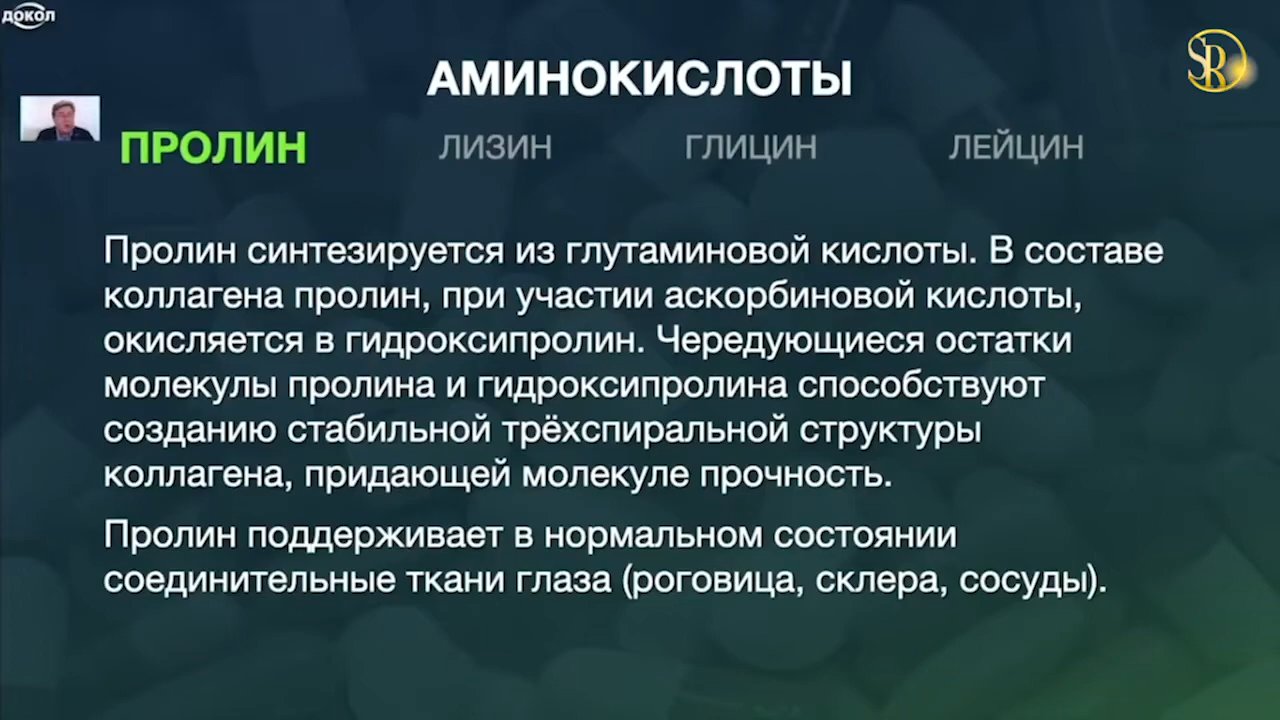 ДОКОЛ
SR
АМИНОКИСЛОТЫ
ПРОЛИН ЛИЗИН ГЛИЦИН ЛЕЙЦИН
Пролин синтезируется из глутаминовой кислоты. В составе
коллагена пролин, при участии аскорбиновой кислоты,
окисляется в гидроксипролин. Чередующиеся остатки
молекулы пролина и гидроксипролина способствуют
созданию стабильной трёхспиральной структуры
коллагена, придающей молекуле прочность.
Пролин поддерживает в нормальном состоянии
соединительные ткани глаза (роговица, склера, сосуды).